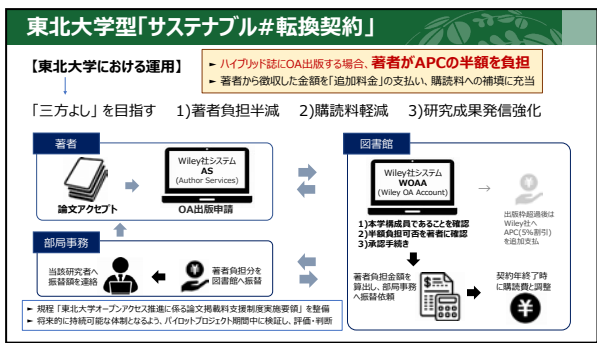 東北大学型「サステナブル#転換契約」
【東北大学における運用】
► ハイブリッド誌にOA出版する場合、著者がAPCの半額を負担
► 著者から徴収した金額を「追加料金」の支払い、購読料への補填に充当
「三方よし」を目指す 1)著者負担半減 2)購読料軽減 3)研究成果発信強化
著者
論文アクセプト
Wiley社システム
AS
(Author Services)
OA出版申請
部局事務
当該研究者へ
振替額を連絡
著者負担分を
図書館へ振替
図書館
Wiley社システム
WOAA
(Wiley OA Account)
1)本学構成員であることを確認
2)半額負担可否を著者に確認
3)承認手続き
出版枠超過後は
Wiley社へ
APC(5%割引)
を追加支払
著者負担金額を
算出し、部局事務
へ振替依頼
契約年終了時
に購読費と調整
► 規程「東北大学オープンアクセス推進に係る論文掲載料支援制度実施要領」を整備
► 将来的に持続可能な体制となるよう、パイロットプロジェクト期間中に検証し、評価・判断